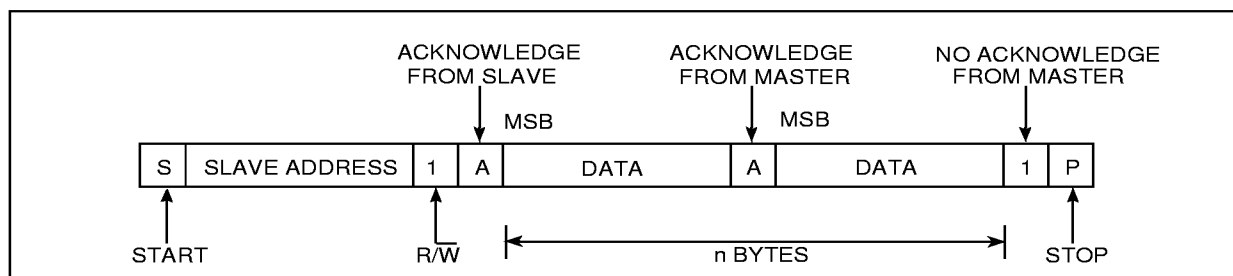 ACKNOWLEDGE
FROM SLAVE
ACKNOWLEDGE
FROM MASTER
NO ACKNOWLEDGE
FROM MASTER
MSB
MSB
S
SLAVE ADDRESS
1
A
DATA
A
DATA
1
P
START
R/W̅
n BYTES
STOP